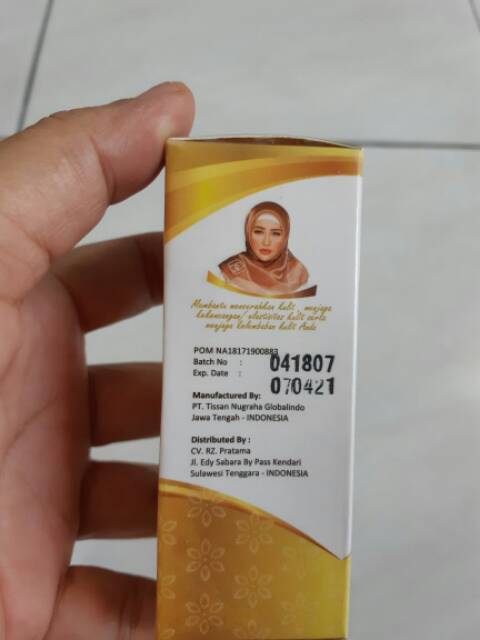 Membantu mencerahkan kulit, menjaga
kekencangan/elastisitas kulit serta
menjaga kelembaban kulit Anda
POM NA18171900883
Batch No : 041807
Exp. Date : 070421
Manufactured By:
PT. Tissan Nugraha Globalindo
Jawa Tengah - INDONESIA
Distributed By :
CV. RZ. Pratama
Jl. Edy Sabara By Pass Kendari
Sulawesi Tenggara - INDONESIA